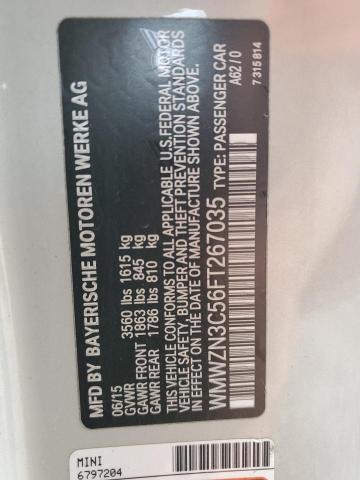 MFD BY BAYERISCHE MOTOREN WERKE AG
06/15
GVWR 3560 lbs 1615 kg
GAWR FRONT 1863 lbs 845 kg
GAWR REAR 1786 lbs 810 kg
THIS VEHICLE CONFORMS TO ALL APPLICABLE U.S.FEDERAL MOTOR
VEHICLE SAFETY, BUMPER AND THEFT PREVENTION STANDARDS
IN EFFECT ON THE DATE OF MANUFACTURE SHOWN ABOVE.
WMWZN3C56FT267035 TYPE: PASSENGER CAR
A62/0
7 315 814
MINI
6797204